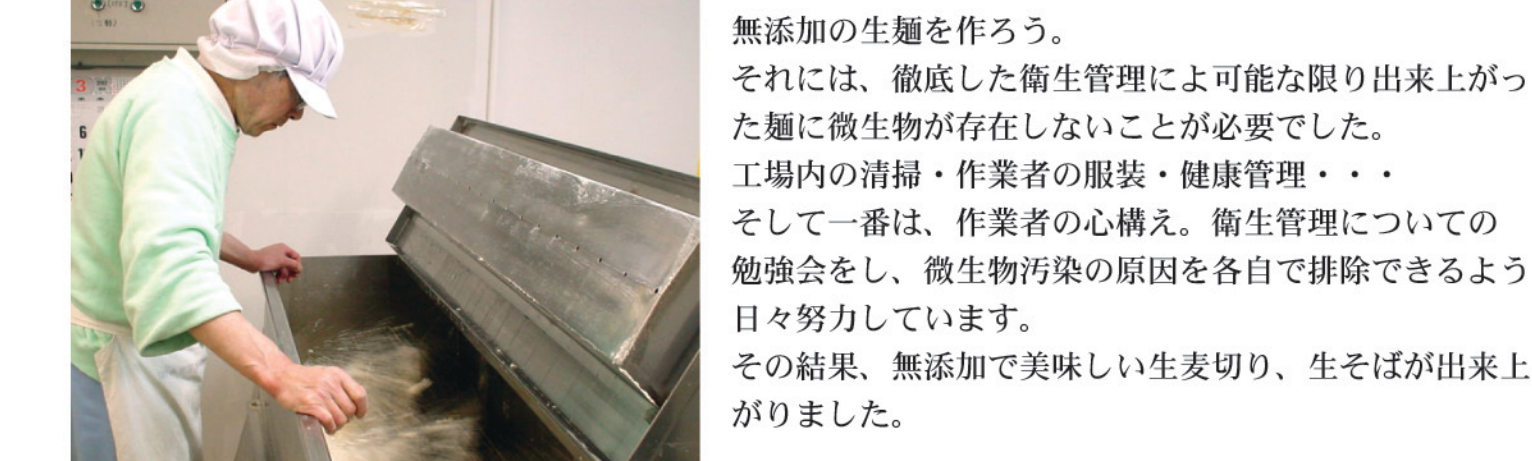 無添加の生麺を作ろう。
それには、徹底した衛生管理によ可能な限り出来上がっ
た麺に微生物が存在しないことが必要でした。
工場内の清掃・作業者の服装・健康管理・・・
そして一番は、作業者の心構え。衛生管理についての
勉強会をし、微生物汚染の原因を各自で排除できるよう
日々努力しています。
その結果、無添加で美味しい生麦切り、生そばが出来上
がりました。
3
6